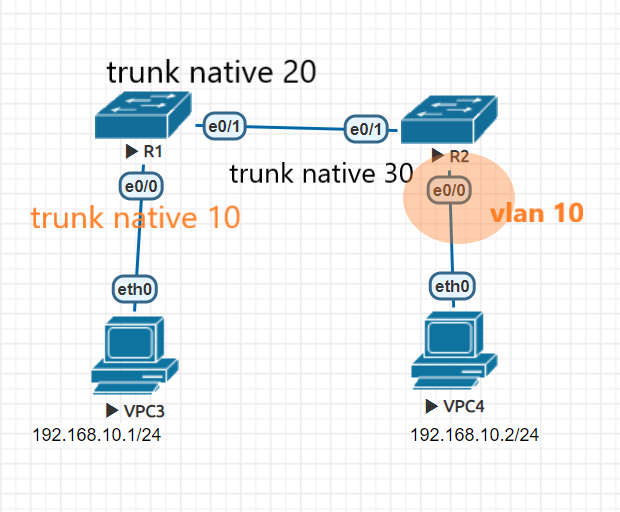 trunk native 20
e0/1
e0/1
R1
R2
trunk native 30
e0/0
e0/0
trunk native 10
vlan 10
eth0
eth0
VPC3
VPC4
192.168.10.1/24
192.168.10.2/24